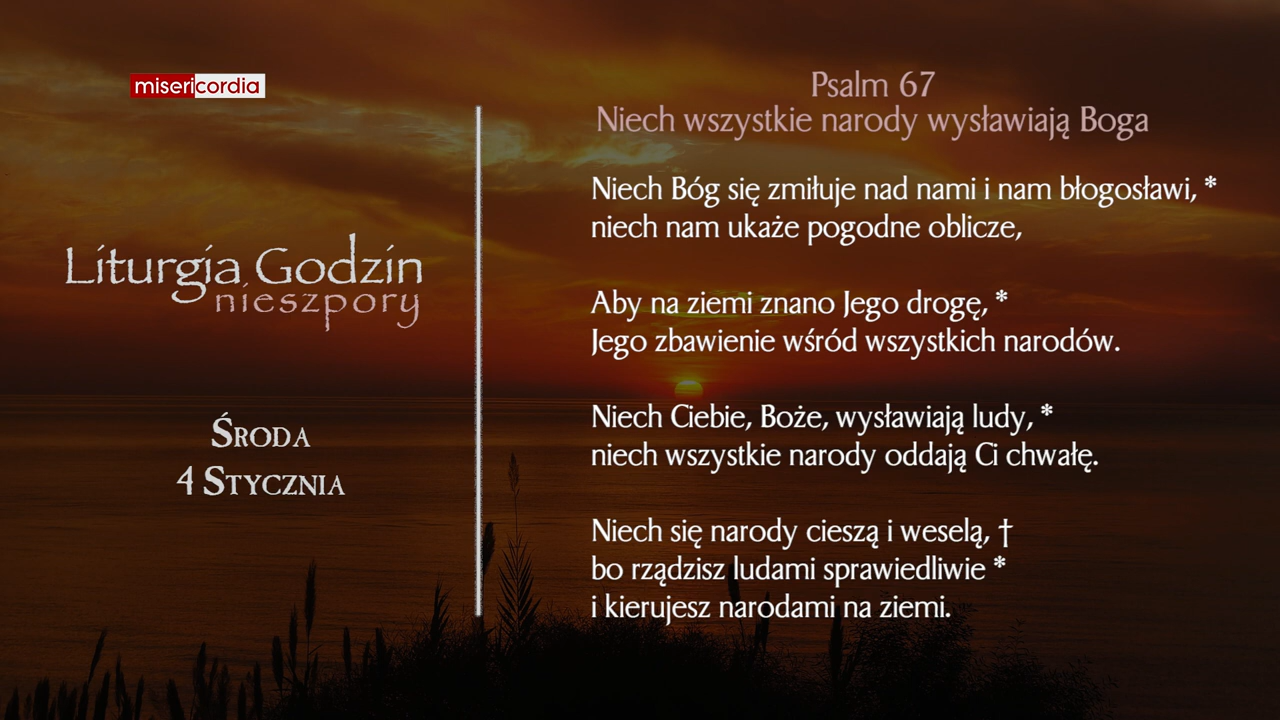 misericordia
Liturgia Godzin
nieszpory
Środa
4 Stycznia
Psalm 67
Niech wszystkie narody wysławiają Boga
Niech Bóg się zmiłuje nad nami i nam błogosławi, *
niech nam ukaże pogodne oblicze,
Aby na ziemi znano Jego drogę, *
Jego zbawienie wśród wszystkich narodów.
Niech Ciebie, Boże, wysławiają ludy, *
niech wszystkie narody oddają Ci chwałę.
Niech się narody cieszą i weselą, †
bo rządzisz ludami sprawiedliwie *
i kierujesz narodami na ziemi.